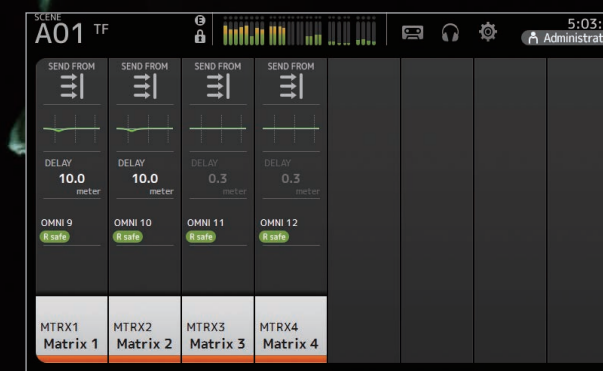 SCENE
A01 TF
E
5:03:
Administrat
SEND FROM SEND FROM SEND FROM SEND FROM
DELAY DELAY DELAY DELAY
10.0 10.0 0.3 0.3
meter meter meter meter
OMNI 9 OMNI 10 OMNI 11 OMNI 12
R safe R safe R safe R safe
MTRX1 MTRX2 MTRX3 MTRX4
Matrix 1 Matrix 2 Matrix 3 Matrix 4